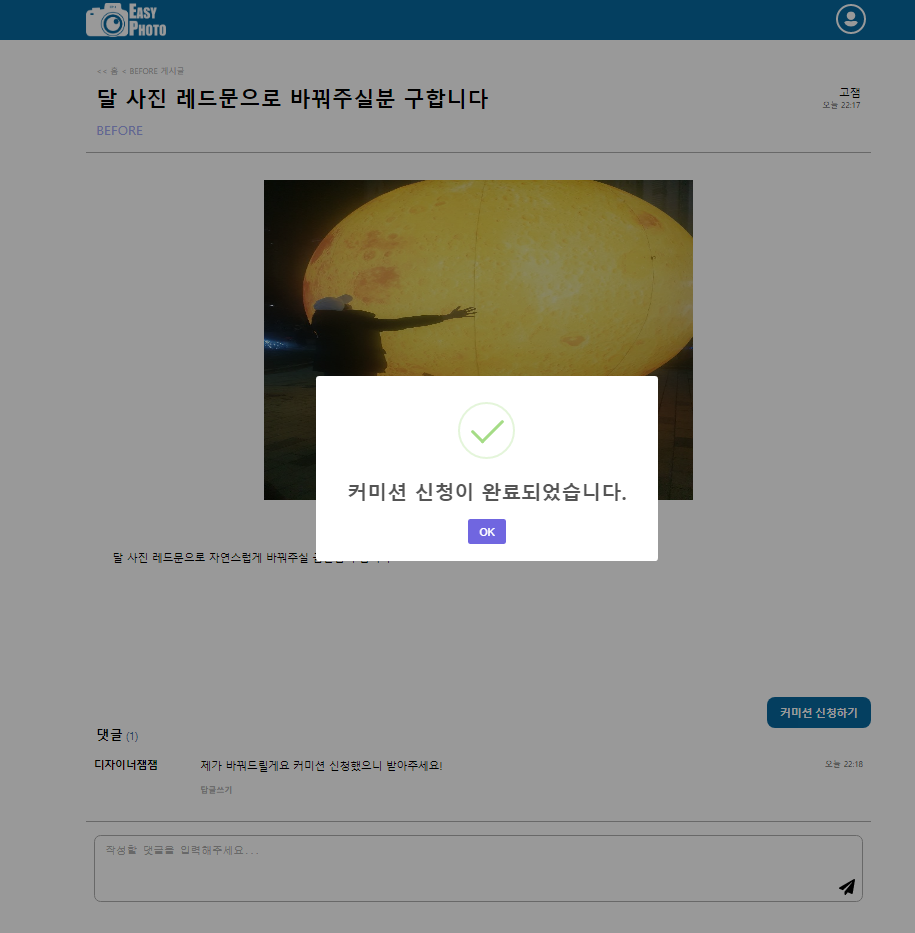 EASY
PHOTO
<< 홈 < BEFORE 게시글
달 사진 레드문으로 바꿔주실분 구합니다
고잼
오늘 22:17
BEFORE
커미션 신청이 완료되었습니다.
OK
달 사진 레드문으로 자연스럽게 바꿔주실
커미션 신청하기
댓글 (1)
디자이너잼잼
제가 바꿔드릴게요 커미션 신청했으니 받아주세요!
오늘 22:18
답글쓰기
작성할 댓글을 입력해주세요...